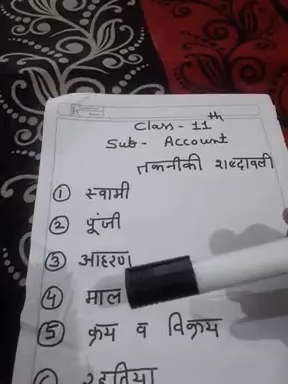 Class - 11th
Sub - Account
तकनीकी शब्दावली
① स्वामी
② पूंजी
③ आहरण
④ माल
⑤ क्रय व विक्रय